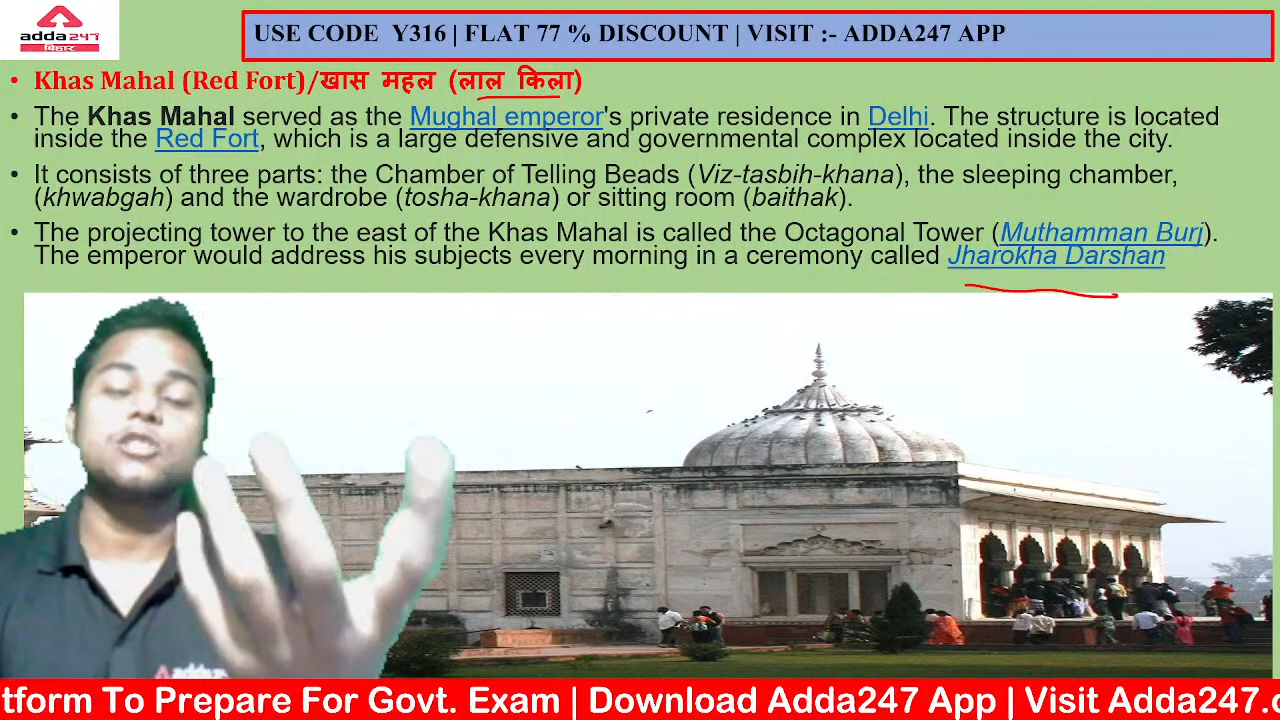 adda247
बिहार
USE CODE Y316 | FLAT 77 % DISCOUNT | VISIT :- ADDA247 APP
• Khas Mahal (Red Fort)/खास महल (लाल किला)
• The Khas Mahal served as the Mughal emperor's private residence in Delhi. The structure is located
inside the Red Fort, which is a large defensive and governmental complex located inside the city.
• It consists of three parts: the Chamber of Telling Beads (Viz-tasbih-khana), the sleeping chamber,
(khwabgah) and the wardrobe (tosha-khana) or sitting room (baithak).
• The projecting tower to the east of the Khas Mahal is called the Octagonal Tower (Muthamman Burj).
The emperor would address his subjects every morning in a ceremony called Jharokha Darshan
tform To Prepare For Govt. Exam | Download Adda247 App | Visit Adda247.c